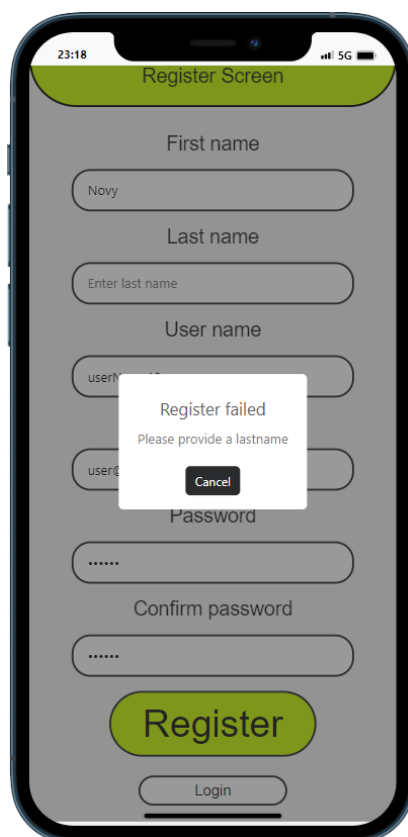 23:18
5G
Register Screen
First name
Novy
Last name
Enter last name
User name
Register failed
Please provide a lastname
Cancel
Password
••••••
Confirm password
••••••
Register
Login